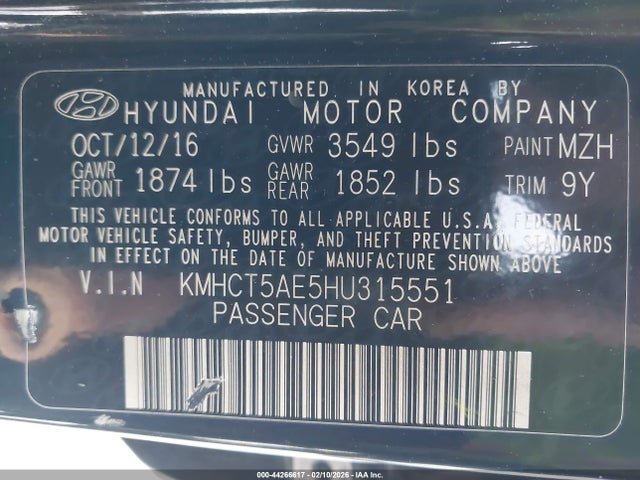 MANUFACTURED IN KOREA BY
HYUNDAI MOTOR COMPANY
OCT/12/16 GVWR 3549 lbs PAINT MZH
GAWR FRONT 1874 lbs GAWR REAR 1852 lbs TRIM 9Y
THIS VEHICLE CONFORMS TO ALL APPLICABLE U.S.A. FEDERAL
MOTOR VEHICLE SAFETY, BUMPER, AND THEFT PREVENTION STANDARDS
IN EFFECT ON THE DATE OF MANUFACTURE SHOWN ABOVE.
V.I.N KMHCT5AE5HU315551
PASSENGER CAR
000-44266617 - 02/10/2026 - IAA Inc.